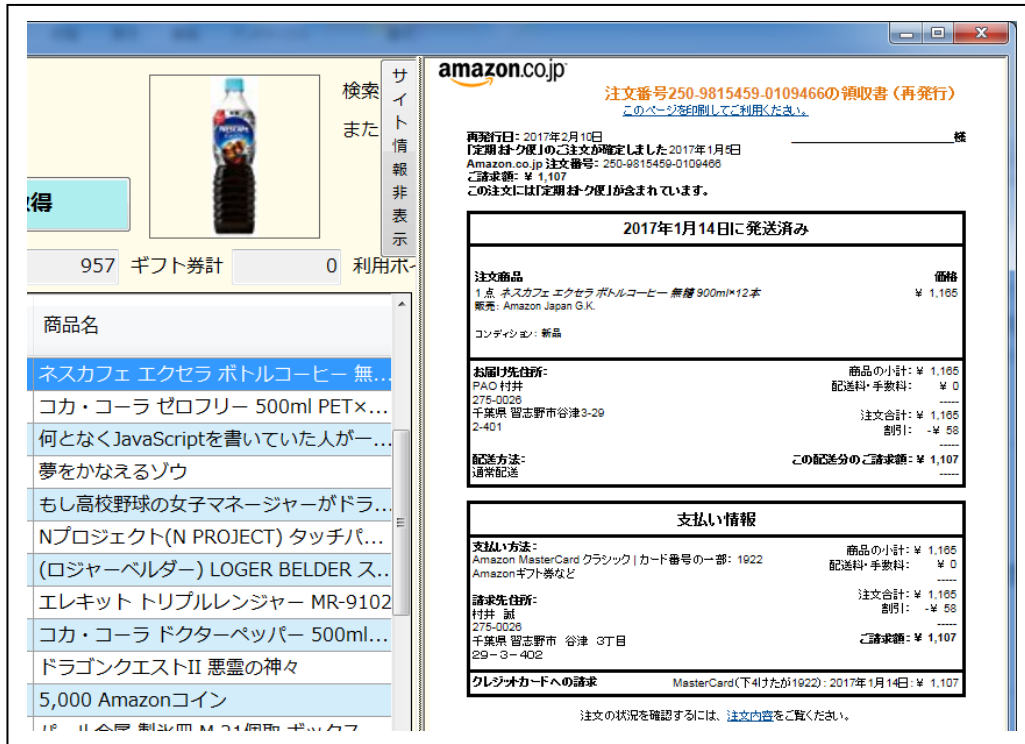 検索
また
サイト情報非表示
得
957 ギフト券計 0 利用ポイ
商品名
ネスカフェ エクセラ ボトルコーヒー 無...
コカ・コーラ ゼロフリー 500ml PET×...
何となくJavaScriptを書いていた人が一...
夢をかなえるゾウ
もし高校野球の女子マネージャーがドラ...
Nプロジェクト(N PROJECT) タッチパ...
(ロジャーベルダー) LOGER BELDER ス...
エレキット トリプルレンジャー MR-9102
コカ・コーラ ドクターペッパー 500ml...
ドラゴンクエストII 悪霊の神々
5,000 Amazonコイン
amazon.co.jp
注文番号250-9815459-0109466の領収書（再発行）
このページを印刷してご利用ください。
再発行日: 2017年2月10日
様
「定期おトク便」のご注文が確定しました 2017年1月5日
Amazon.co.jp 注文番号: 250-9815459-0109466
ご請求額: ¥ 1,107
この注文には「定期おトク便」が含まれています。
2017年1月14日に発送済み
注文商品 価格
1 点 ネスカフェ エクセラ ボトルコーヒー 無糖 900ml×12本 ¥ 1,165
販売: Amazon Japan G.K.
コンディション: 新品
お届け先住所:
PAO 村井
275-0026
千葉県 習志野市谷津3-29
2-401
商品の小計: ¥ 1,165
配送料・手数料: ¥ 0
-----
注文合計: ¥ 1,165
割引: -¥ 58
-----
配送方法:
通常配送
この配送分のご請求額: ¥ 1,107
-----
支払い情報
支払い方法:
Amazon MasterCard クラシック | カード番号の一部: 1922
Amazonギフト券など
請求先住所:
村井 誠
275-0026
千葉県 習志野市 谷津 3丁目
29－3－402
商品の小計: ¥ 1,165
配送料・手数料: ¥ 0
-----
注文合計: ¥ 1,165
割引: -¥ 58
-----
ご請求額: ¥ 1,107
クレジットカードへの請求 MasterCard(下4けたが1922): 2017年1月14日: ¥ 1,107
注文の状況を確認するには、注文内容をご覧ください。